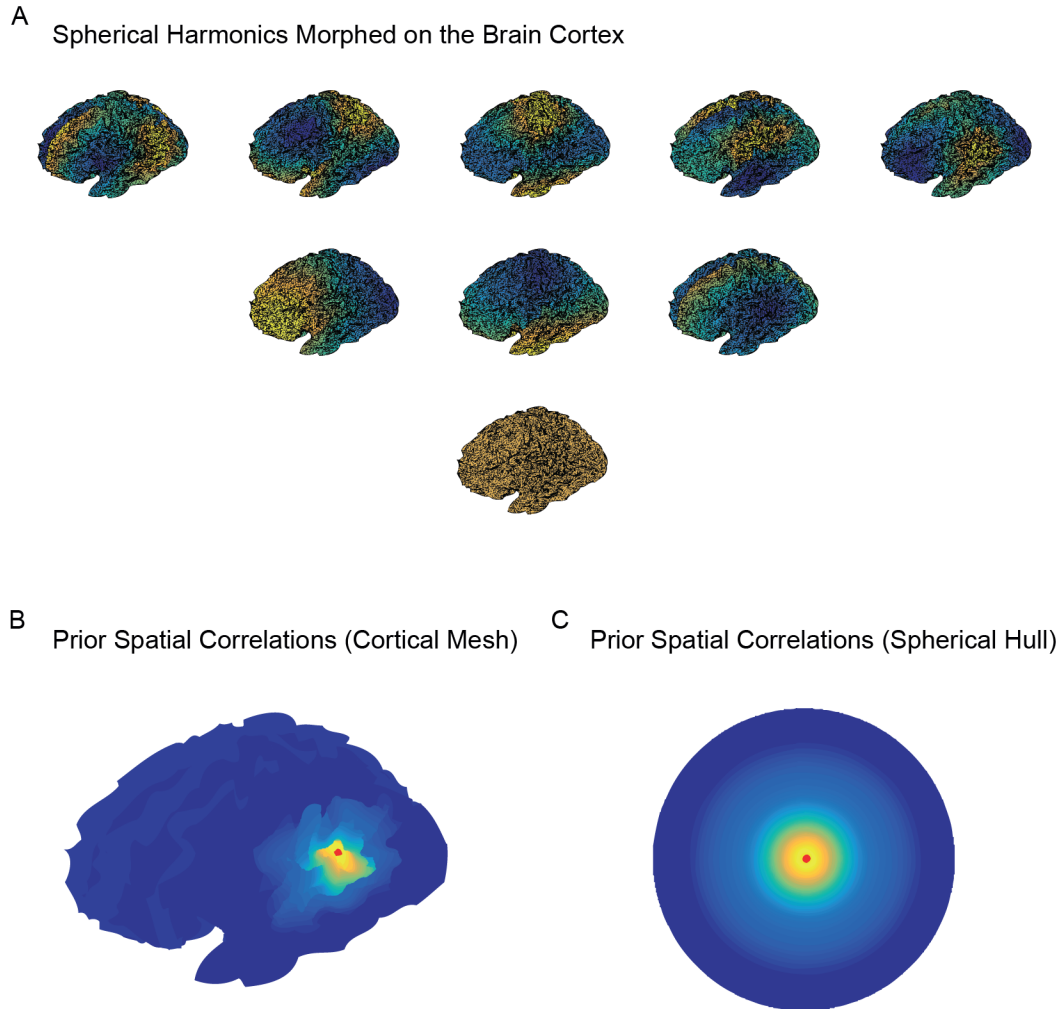 A
Spherical Harmonics Morphed on the Brain Cortex
B
Prior Spatial Correlations (Cortical Mesh)
C
Prior Spatial Correlations (Spherical Hull)